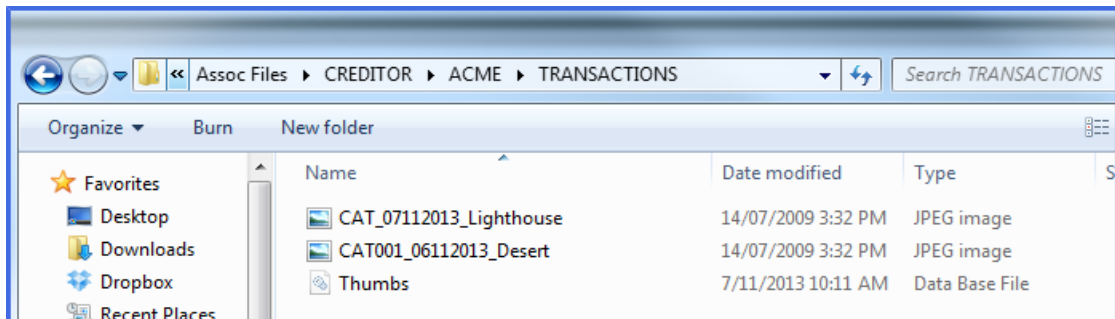 « Assoc Files ▸ CREDITOR ▸ ACME ▸ TRANSACTIONS
Search TRANSACTIONS
Organize Burn New folder
Favorites
Desktop
Downloads
Dropbox
Recent Places
Name Date modified Type S
CAT_07112013_Lighthouse 14/07/2009 3:32 PM JPEG image
CAT001_06112013_Desert 14/07/2009 3:32 PM JPEG image
Thumbs 7/11/2013 10:11 AM Data Base File